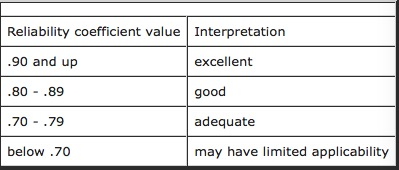 Reliability coefficient value Interpretation
.90 and up excellent
.80 - .89 good
.70 - .79 adequate
below .70 may have limited applicability